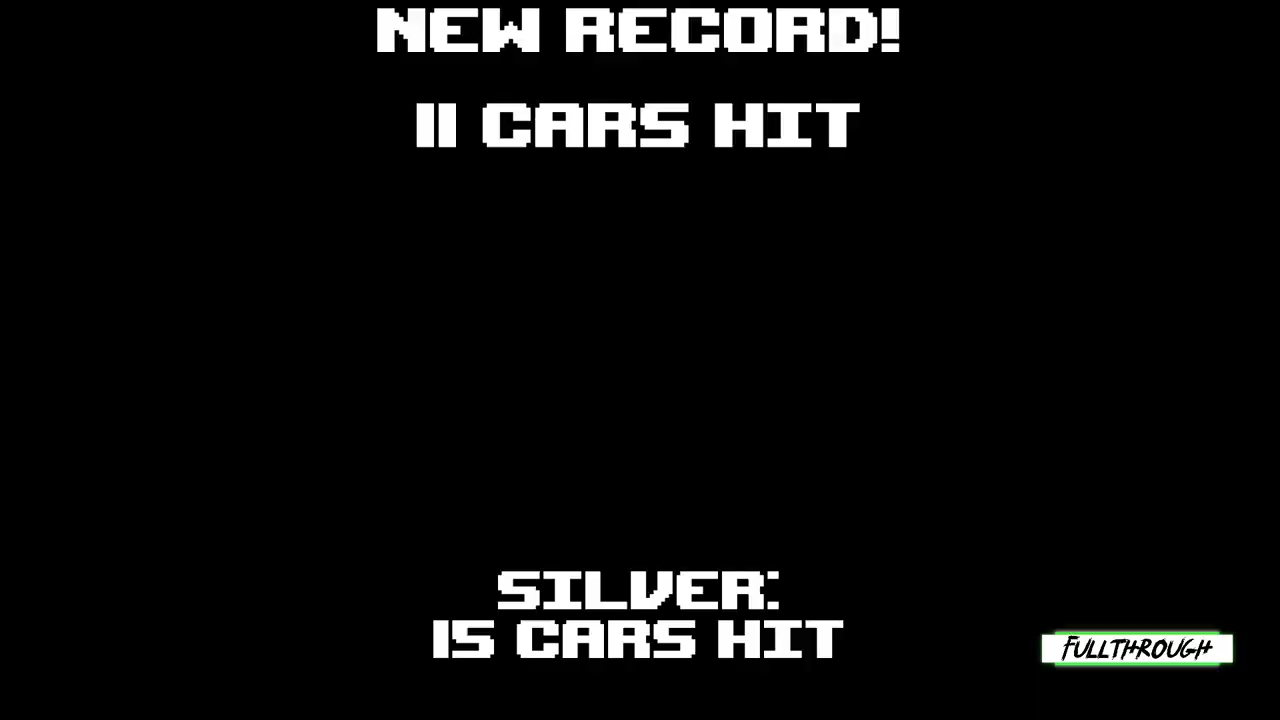 NEW RECORD!
11 CARS HIT
SILVER:
15 CARS HIT
FULLTHROUGH